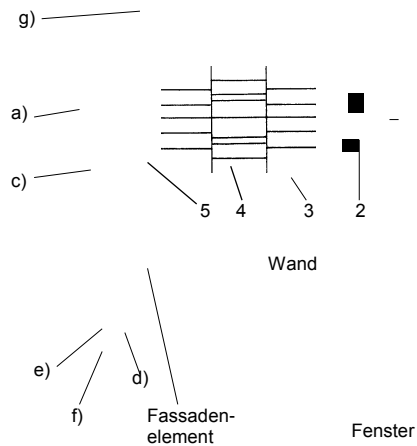 g)
a)
c)
5 4 3 2
Wand
e)
d)
f)
Fassaden-
element
Fenster